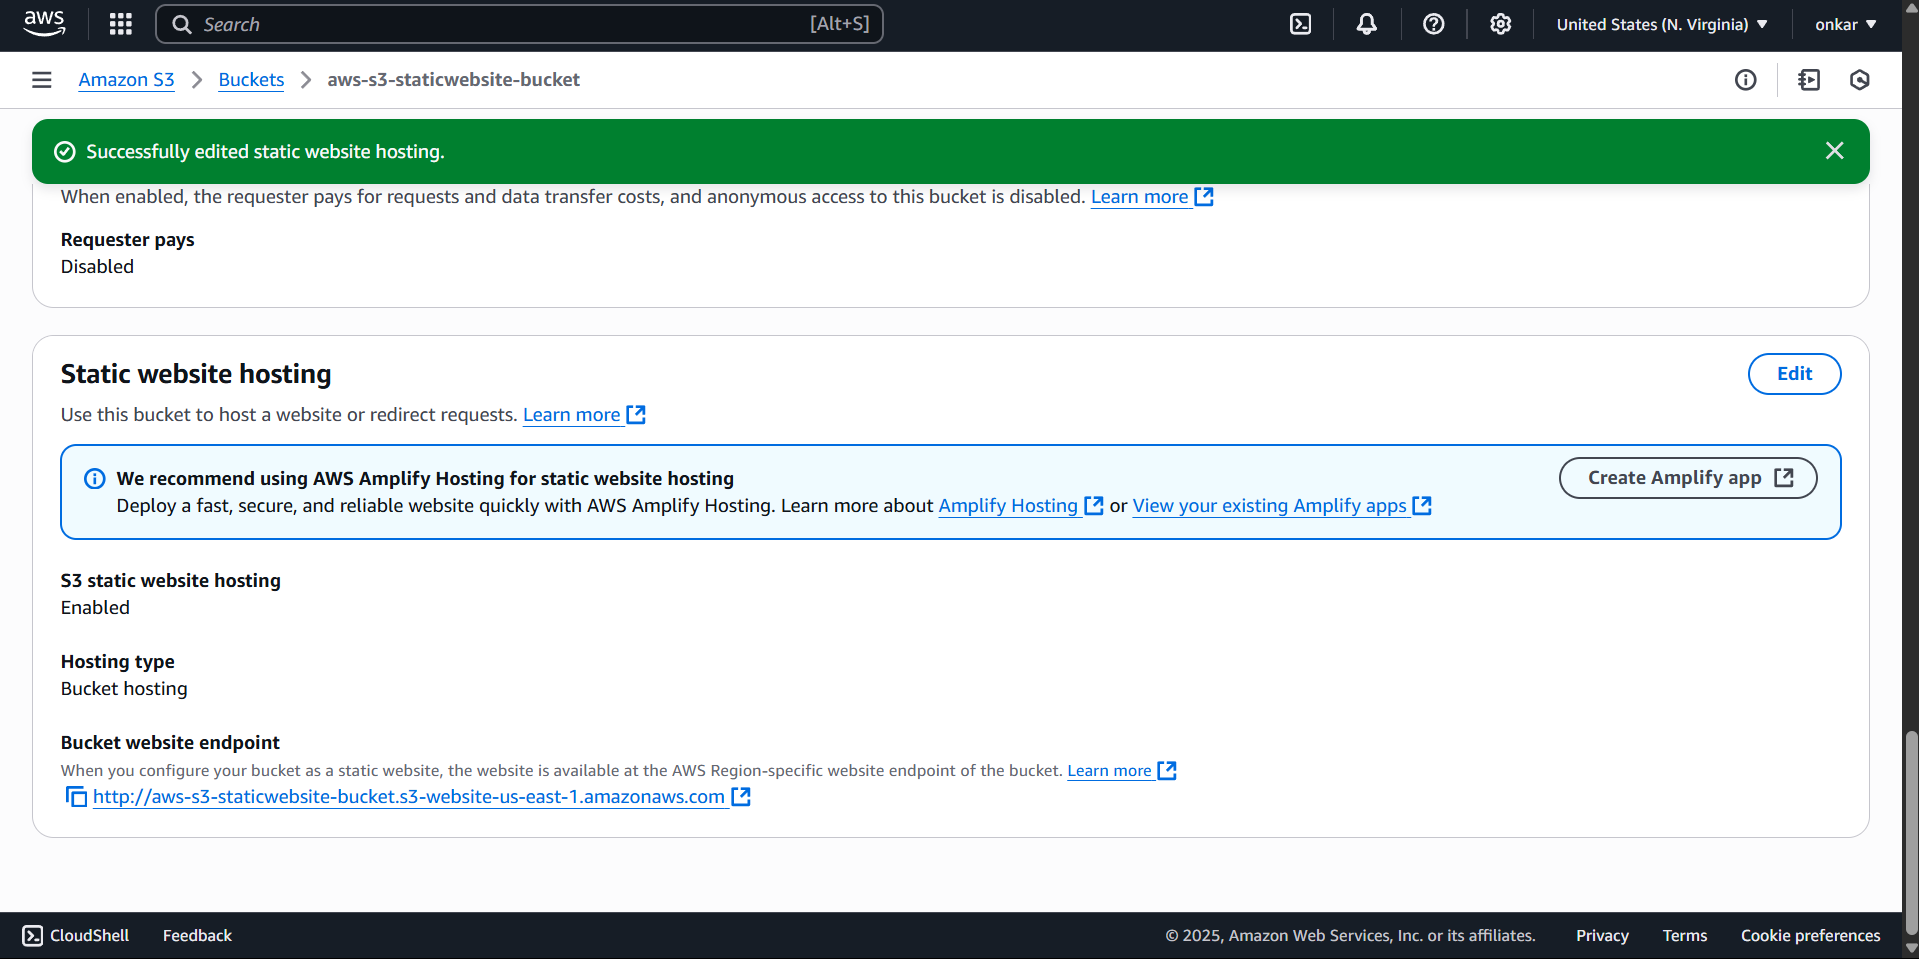 aws
Search [Alt+S]
United States (N. Virginia)
onkar
Amazon S3 > Buckets > aws-s3-staticwebsite-bucket
Successfully edited static website hosting.
When enabled, the requester pays for requests and data transfer costs, and anonymous access to this bucket is disabled. Learn more
Requester pays
Disabled
Static website hosting
Edit
Use this bucket to host a website or redirect requests. Learn more
We recommend using AWS Amplify Hosting for static website hosting
Create Amplify app
Deploy a fast, secure, and reliable website quickly with AWS Amplify Hosting. Learn more about Amplify Hosting or View your existing Amplify apps
S3 static website hosting
Enabled
Hosting type
Bucket hosting
Bucket website endpoint
When you configure your bucket as a static website, the website is available at the AWS Region-specific website endpoint of the bucket. Learn more
http://aws-s3-staticwebsite-bucket.s3-website-us-east-1.amazonaws.com
CloudShell
Feedback
© 2025, Amazon Web Services, Inc. or its affiliates.
Privacy
Terms
Cookie preferences